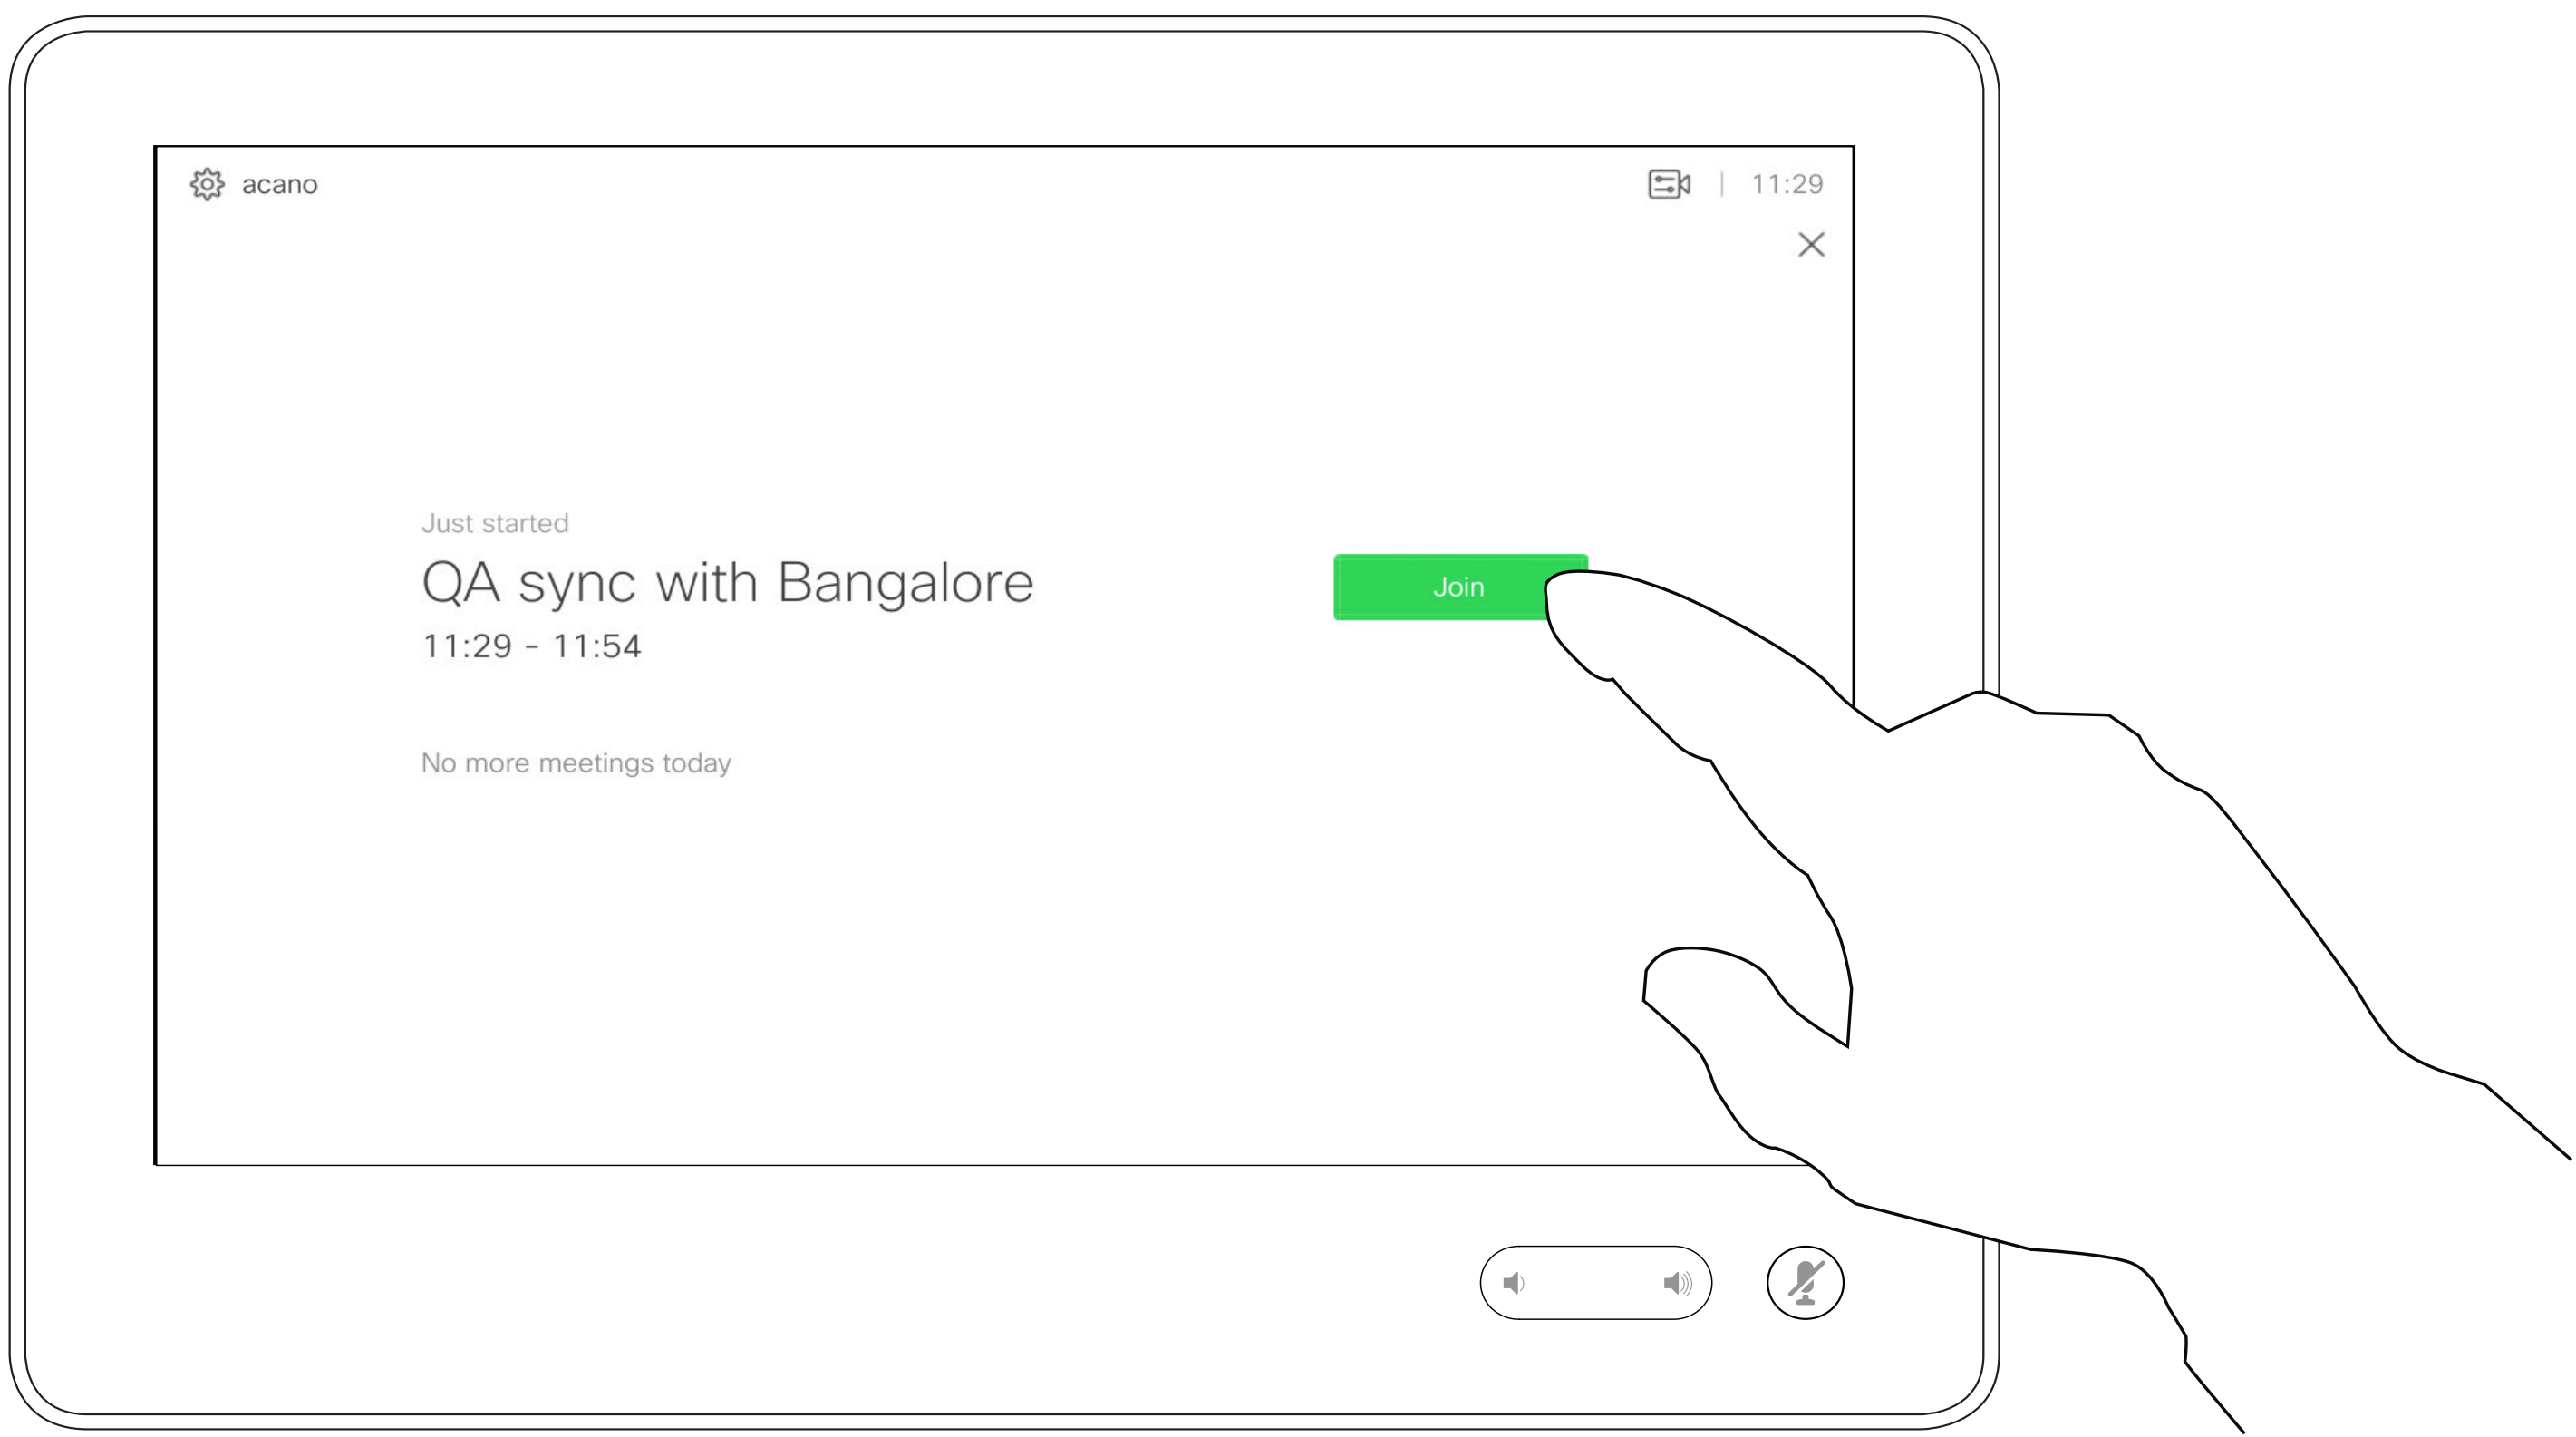 acano
11:29
Just started
QA sync with Bangalore
Join
11:29 - 11:54
No more meetings today